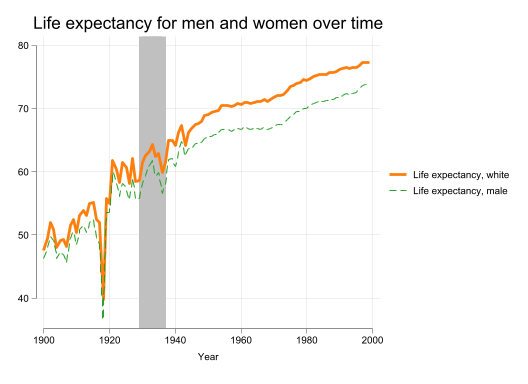 Life expectancy for men and women over time
80
70
60
50
40
1900
1920
1940
1960
1980
2000
Year
Life expectancy, white
Life expectancy, male